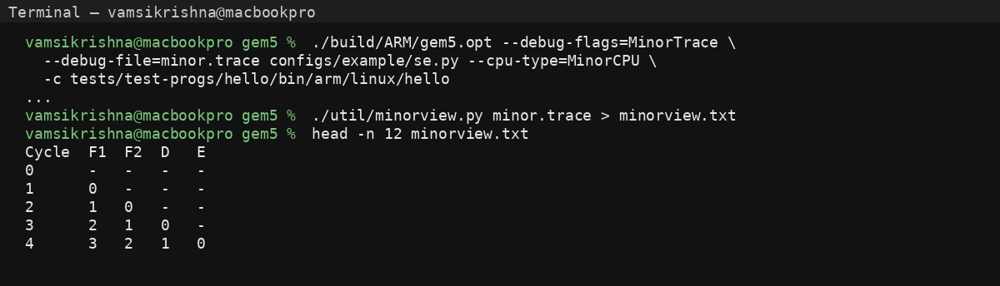 Terminal — vamsikrishna@macbookpro
vamsikrishna@macbookpro gem5 % ./build/ARM/gem5.opt --debug-flags=MinorTrace \
--debug-file=minor.trace configs/example/se.py --cpu-type=MinorCPU \
-c tests/test-progs/hello/bin/arm/linux/hello
...
vamsikrishna@macbookpro gem5 % ./util/minorview.py minor.trace > minorview.txt
vamsikrishna@macbookpro gem5 % head -n 12 minorview.txt
Cycle F1 F2 D E
0 - - - -
1 0 - - -
2 1 0 - -
3 2 1 0 -
4 3 2 1 0